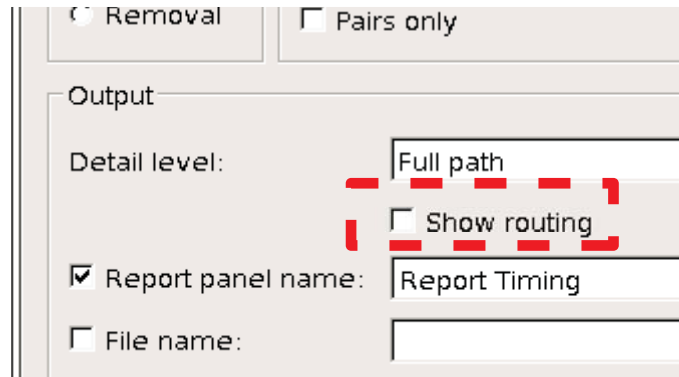 Removal
Pairs only
Output
Detail level:
Full path
Show routing
Report panel name:
Report Timing
File name: